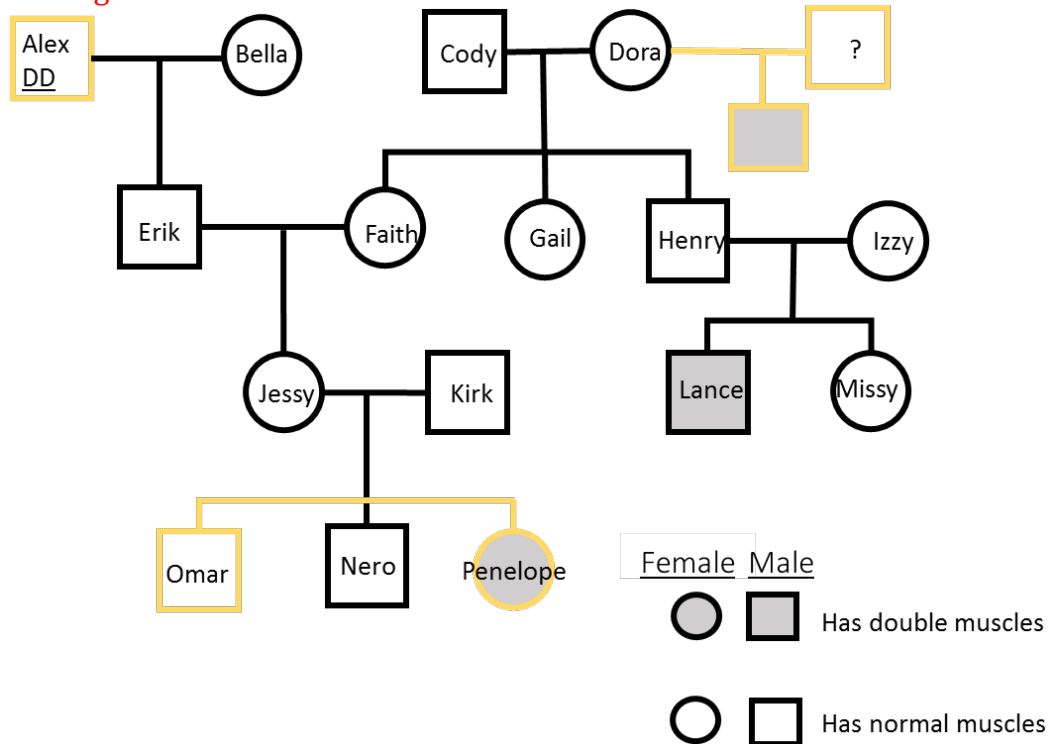 Alex
DD
Bella
Cody
Dora
?
Erik
Faith
Gail
Henry
Izzy
Jessy
Kirk
Lance
Missy
Omar
Nero
Penelope
Female Male
Has double muscles
Has normal muscles